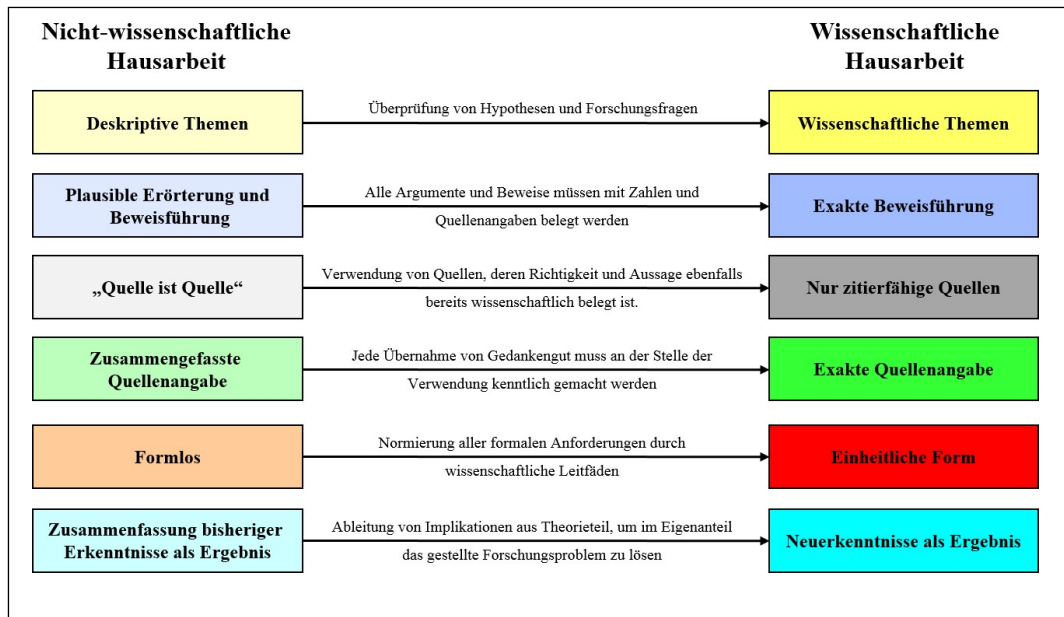 Nicht-wissenschaftliche
Hausarbeit
Wissenschaftliche
Hausarbeit
Deskriptive Themen
Überprüfung von Hypothesen und Forschungsfragen
Wissenschaftliche Themen
Plausible Erörterung und
Beweisführung
Alle Argumente und Beweise müssen mit Zahlen und
Quellenangaben belegt werden
Exakte Beweisführung
„Quelle ist Quelle“
Verwendung von Quellen, deren Richtigkeit und Aussage ebenfalls
bereits wissenschaftlich belegt ist.
Nur zitierfähige Quellen
Zusammengefasste
Quellenangabe
Jede Übernahme von Gedankengut muss an der Stelle der
Verwendung kenntlich gemacht werden
Exakte Quellenangabe
Formlos
Normierung aller formalen Anforderungen durch
wissenschaftliche Leitfäden
Einheitliche Form
Zusammenfassung bisheriger
Erkenntnisse als Ergebnis
Ableitung von Implikationen aus Theorieteil, um im Eigenanteil
das gestellte Forschungsproblem zu lösen
Neuerkenntnisse als Ergebnis